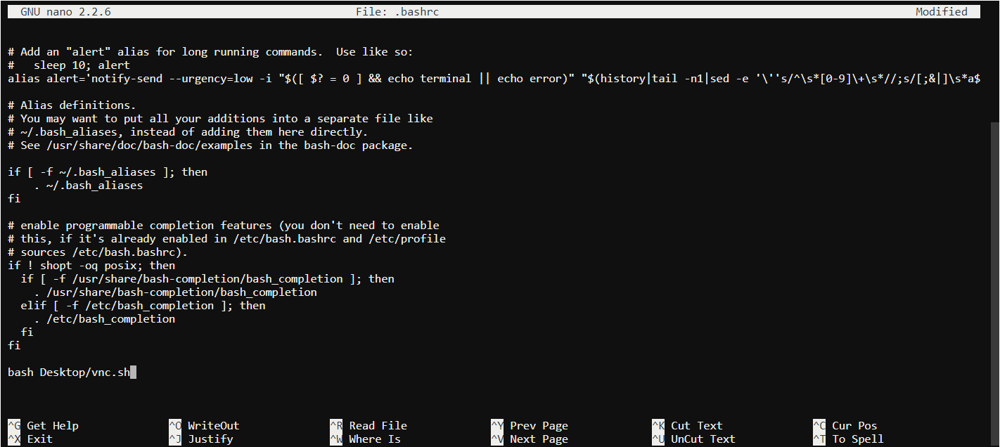 GNU nano 2.2.6 File: .bashrc Modified
# Add an "alert" alias for long running commands.  Use like so:
#   sleep 10; alert
alias alert='notify-send --urgency=low -i "$([ $? = 0 ] && echo terminal || echo error)" "$(history|tail -n1|sed -e '\''s/^\s*[0-9]\+\s*//;s/[;&|]\s*a$
# Alias definitions.
# You may want to put all your additions into a separate file like
# ~/.bash_aliases, instead of adding them here directly.
# See /usr/share/doc/bash-doc/examples in the bash-doc package.
if [ -f ~/.bash_aliases ]; then
    . ~/.bash_aliases
fi
# enable programmable completion features (you don't need to enable
# this, if it's already enabled in /etc/bash.bashrc and /etc/profile
# sources /etc/bash.bashrc).
if ! shopt -oq posix; then
  if [ -f /usr/share/bash-completion/bash_completion ]; then
    . /usr/share/bash-completion/bash_completion
  elif [ -f /etc/bash_completion ]; then
    . /etc/bash_completion
  fi
fi
bash Desktop/vnc.sh
^G Get Help ^O WriteOut ^R Read File ^Y Prev Page ^K Cut Text ^C Cur Pos
^X Exit ^J Justify ^W Where Is ^V Next Page ^U UnCut Text ^T To Spell